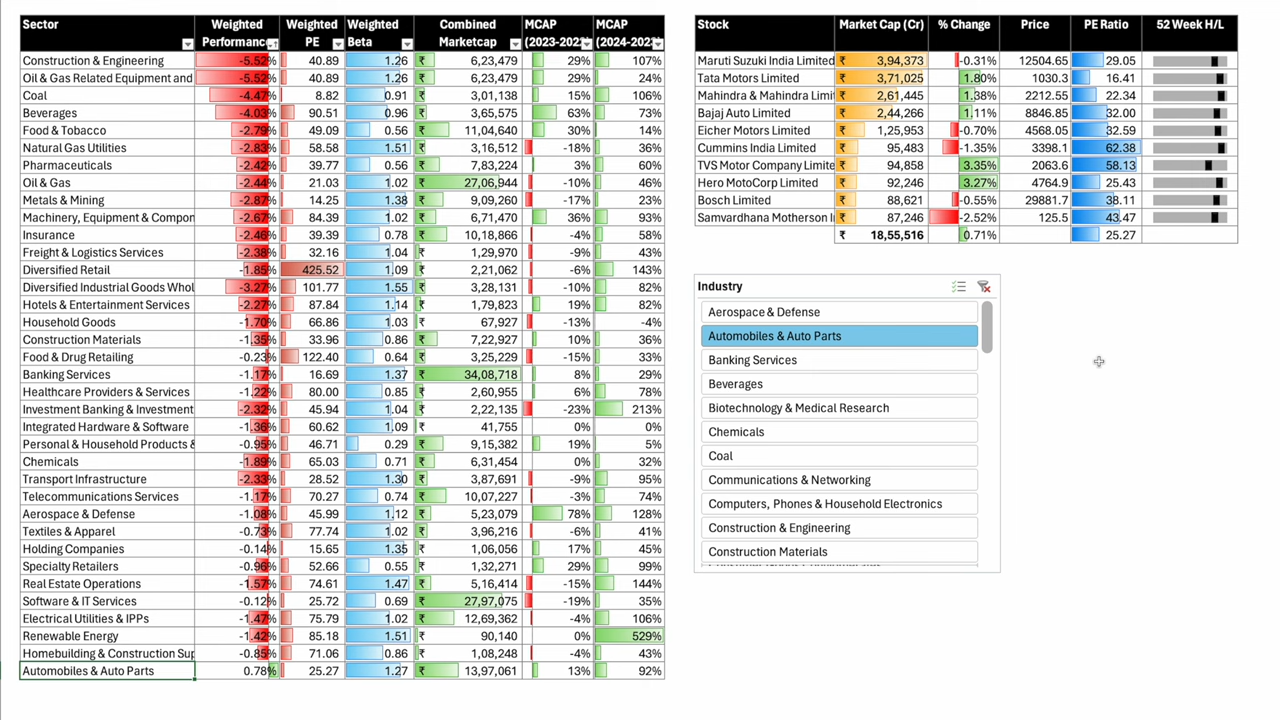 Sector Weighted Performanc Weighted PE Weighted Beta Combined Marketcap MCAP (2023-2022 MCAP (2024-2023
Construction & Engineering -5.52% 40.89 1.26 ₹ 6,23,479 29% 107%
Oil & Gas Related Equipment and -5.52% 40.89 1.26 ₹ 6,23,479 29% 24%
Coal -4.47% 8.82 0.91 ₹ 3,01,138 15% 106%
Beverages -4.03% 90.51 0.96 ₹ 3,65,575 63% 73%
Food & Tobacco -2.79% 49.09 0.56 ₹ 11,04,640 30% 14%
Natural Gas Utilities -2.83% 58.58 1.51 ₹ 3,16,512 -18% 36%
Pharmaceuticals -2.42% 39.77 0.56 ₹ 7,83,224 3% 60%
Oil & Gas -2.44% 21.03 1.02 ₹ 27,06,944 -10% 46%
Metals & Mining -2.87% 14.25 1.38 ₹ 9,09,260 -17% 23%
Machinery, Equipment & Compon -2.67% 84.39 1.02 ₹ 6,71,470 36% 93%
Insurance -2.46% 39.39 0.78 ₹ 10,18,866 -4% 58%
Freight & Logistics Services -2.38% 32.16 1.04 ₹ 1,29,970 -9% 43%
Diversified Retail -1.85% 425.52 1.09 ₹ 2,21,062 -6% 143%
Diversified Industrial Goods Whol -3.27% 101.77 1.55 ₹ 3,28,131 -10% 82%
Hotels & Entertainment Services -2.27% 87.84 1.14 ₹ 1,79,823 19% 82%
Household Goods -1.70% 66.86 1.03 ₹ 67,927 -13% -4%
Construction Materials -1.35% 33.96 0.86 ₹ 7,22,927 10% 36%
Food & Drug Retailing -0.23% 122.40 0.64 ₹ 3,25,229 -15% 33%
Banking Services -1.17% 16.69 1.37 ₹ 34,08,718 8% 29%
Healthcare Providers & Services -1.22% 80.00 0.85 ₹ 2,60,955 6% 78%
Investment Banking & Investment -2.32% 45.94 1.04 ₹ 2,22,135 -23% 213%
Integrated Hardware & Software -1.36% 60.62 1.09 ₹ 41,755 0% 0%
Personal & Household Products & -0.95% 46.71 0.29 ₹ 9,15,382 19% 5%
Chemicals -1.89% 65.03 0.71 ₹ 6,31,454 0% 32%
Transport Infrastructure -2.33% 28.52 1.30 ₹ 3,87,691 -9% 95%
Telecommunications Services -1.17% 70.27 0.74 ₹ 10,07,227 -3% 74%
Aerospace & Defense -1.08% 45.99 1.12 ₹ 5,23,079 78% 128%
Textiles & Apparel -0.73% 77.74 1.02 ₹ 3,96,216 -6% 41%
Holding Companies -0.14% 15.65 1.35 ₹ 1,06,056 17% 45%
Specialty Retailers -0.96% 52.66 0.55 ₹ 1,32,271 29% 99%
Real Estate Operations -1.57% 74.61 1.47 ₹ 5,16,414 -15% 144%
Software & IT Services -0.12% 25.72 0.69 ₹ 27,97,075 -19% 35%
Electrical Utilities & IPPs -1.47% 75.79 1.02 ₹ 12,69,362 -4% 106%
Renewable Energy -1.42% 85.18 1.51 ₹ 90,140 0% 529%
Homebuilding & Construction Sup -0.85% 71.06 0.86 ₹ 1,08,248 -4% 43%
Automobiles & Auto Parts 0.78% 25.27 1.27 ₹ 13,97,061 13% 92%
Stock Market Cap (Cr) % Change Price PE Ratio 52 Week H/L
Maruti Suzuki India Limited ₹ 3,94,373 -0.31% 12504.65 29.05
Tata Motors Limited ₹ 3,71,025 1.80% 1030.3 16.41
Mahindra & Mahindra Limit ₹ 2,61,445 1.38% 2212.55 22.34
Bajaj Auto Limited ₹ 2,44,266 1.11% 8846.85 32.00
Eicher Motors Limited ₹ 1,25,953 -0.70% 4568.05 32.59
Cummins India Limited ₹ 95,483 -1.35% 3398.1 62.38
TVS Motor Company Limite ₹ 94,858 3.35% 2063.6 58.13
Hero MotoCorp Limited ₹ 92,246 3.27% 4764.9 25.43
Bosch Limited ₹ 88,621 -0.55% 29881.7 38.11
Samvardhana Motherson I ₹ 87,246 -2.52% 125.5 43.47
₹ 18,55,516 0.71% 25.27
Industry
Aerospace & Defense
Automobiles & Auto Parts
Banking Services
Beverages
Biotechnology & Medical Research
Chemicals
Coal
Communications & Networking
Computers, Phones & Household Electronics
Construction & Engineering
Construction Materials